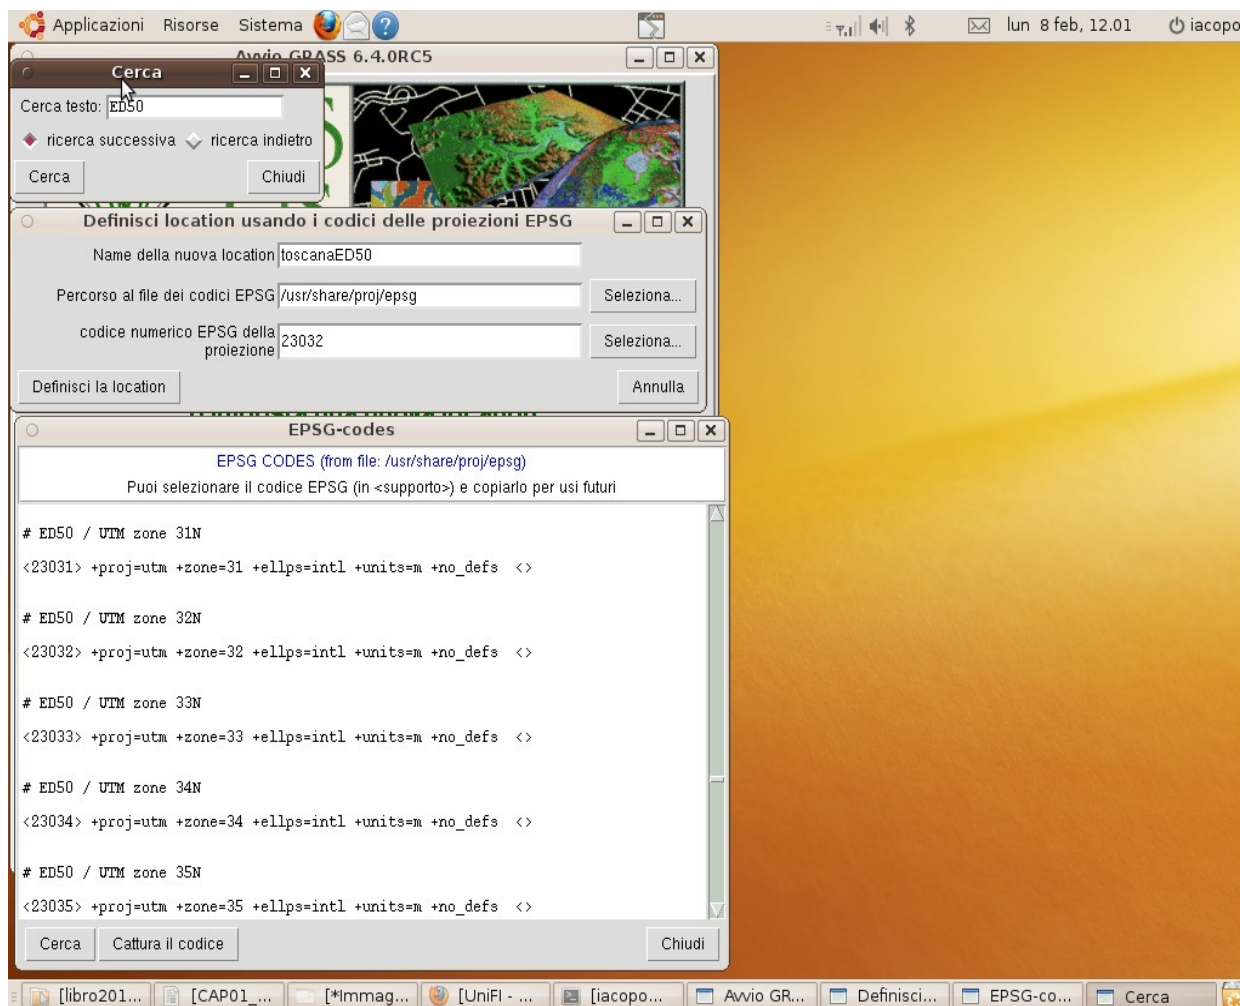 Applicazioni Risorse Sistema lun 8 feb, 12.01 iacopo
Avvio GRASS 6.4.0RC5
Cerca
Cerca testo: ED50
ricerca successiva ricerca indietro
Cerca Chiudi
Definisci location usando i codici delle proiezioni EPSG
Name della nuova location toscanaED50
Percorso al file dei codici EPSG /usr/share/proj/epsg Seleziona...
codice numerico EPSG della
proiezione 23032 Seleziona...
Definisci la location Annulla
EPSG-codes
EPSG CODES (from file: /usr/share/proj/epsg)
Puoi selezionare il codice EPSG (in <supporto>) e copiarlo per usi futuri
# ED50 / UTM zone 31N
<23031> +proj=utm +zone=31 +ellps=intl +units=m +no_defs <>
# ED50 / UTM zone 32N
<23032> +proj=utm +zone=32 +ellps=intl +units=m +no_defs <>
# ED50 / UTM zone 33N
<23033> +proj=utm +zone=33 +ellps=intl +units=m +no_defs <>
# ED50 / UTM zone 34N
<23034> +proj=utm +zone=34 +ellps=intl +units=m +no_defs <>
# ED50 / UTM zone 35N
<23035> +proj=utm +zone=35 +ellps=intl +units=m +no_defs <>
Cerca Cattura il codice Chiudi
[libro201... [CAP01_... [*Immag... [UniFI - ... [iacopo... Avvio GR... Definisci... EPSG-co... Cerca